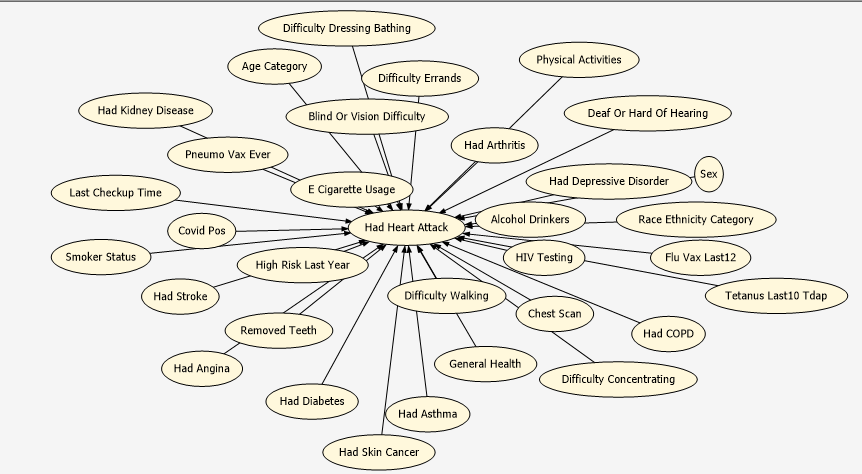 Difficulty Dressing Bathing
Age Category
Physical Activities
Difficulty Errands
Had Kidney Disease
Blind Or Vision Difficulty
Deaf Or Hard Of Hearing
Had Arthritis
Pneumo Vax Ever
Sex
Had Depressive Disorder
Last Checkup Time
E Cigarette Usage
Alcohol Drinkers
Race Ethnicity Category
Had Heart Attack
Covid Pos
Smoker Status
HIV Testing
Flu Vax Last12
High Risk Last Year
Had Stroke
Difficulty Walking
Tetanus Last10 Tdap
Chest Scan
Removed Teeth
Had COPD
General Health
Had Angina
Difficulty Concentrating
Had Diabetes
Had Asthma
Had Skin Cancer